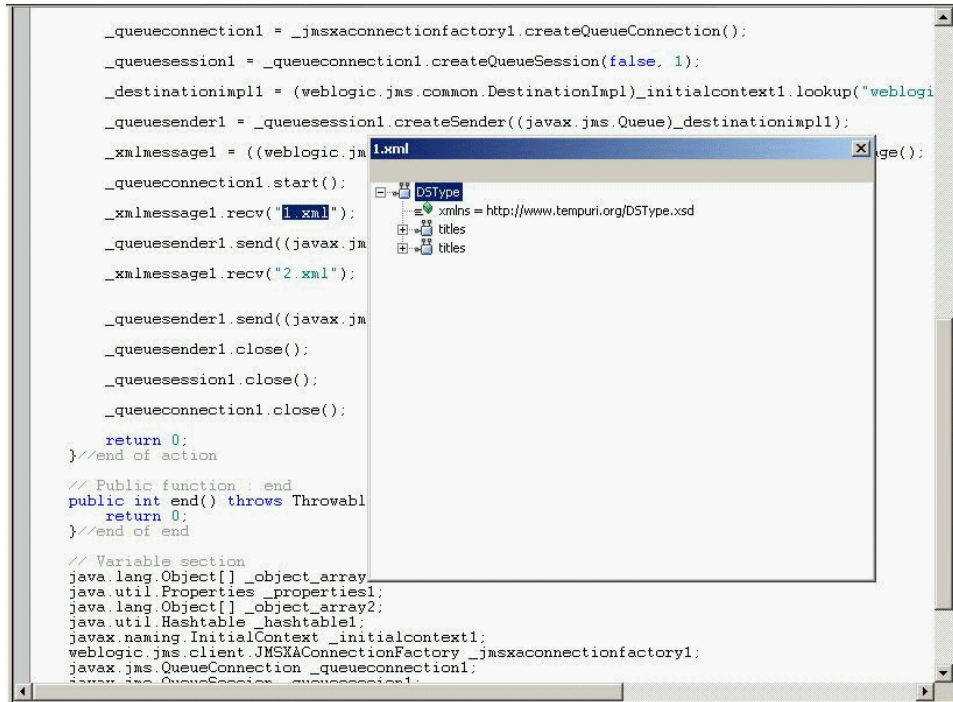 _queueconnection1 = _jmsxaconnectionfactory1.createQueueConnection();
_queuesession1 = _queueconnection1.createQueueSession(false, 1);
_destinationimpl1 = (weblogic.jms.common.DestinationImpl)_initialcontext1.lookup("weblogi
_queuesender1 = _queuesession1.createSender((javax.jms.Queue)_destinationimpl1);
_xmlmessage1 = ((weblogic.jm
ge();
_queueconnection1.start();
_xmlmessage1.recv("1.xml");
_queuesender1.send((javax.jm
_xmlmessage1.recv("2.xml");
_queuesender1.send((javax.jm
_queuesender1.close();
_queuesession1.close();
_queueconnection1.close();
return 0;
}//end of action
// Public function : end
public int end() throws Throwabl
return 0;
}//end of end
// Variable section
java.lang.Object[] _object_array
java.util.Properties _properties1;
java.lang.Object[] _object_array2;
java.util.Hashtable _hashtable1;
javax.naming.InitialContext _initialcontext1;
weblogic.jms.client.JMSXAConnectionFactory _jmsxaconnectionfactory1;
javax.jms.QueueConnection _queueconnection1;
javax.jms.QueueSession _queuesession1;
1.xml
DSType
xmlns = http://www.tempuri.org/DSType.xsd
titles
titles